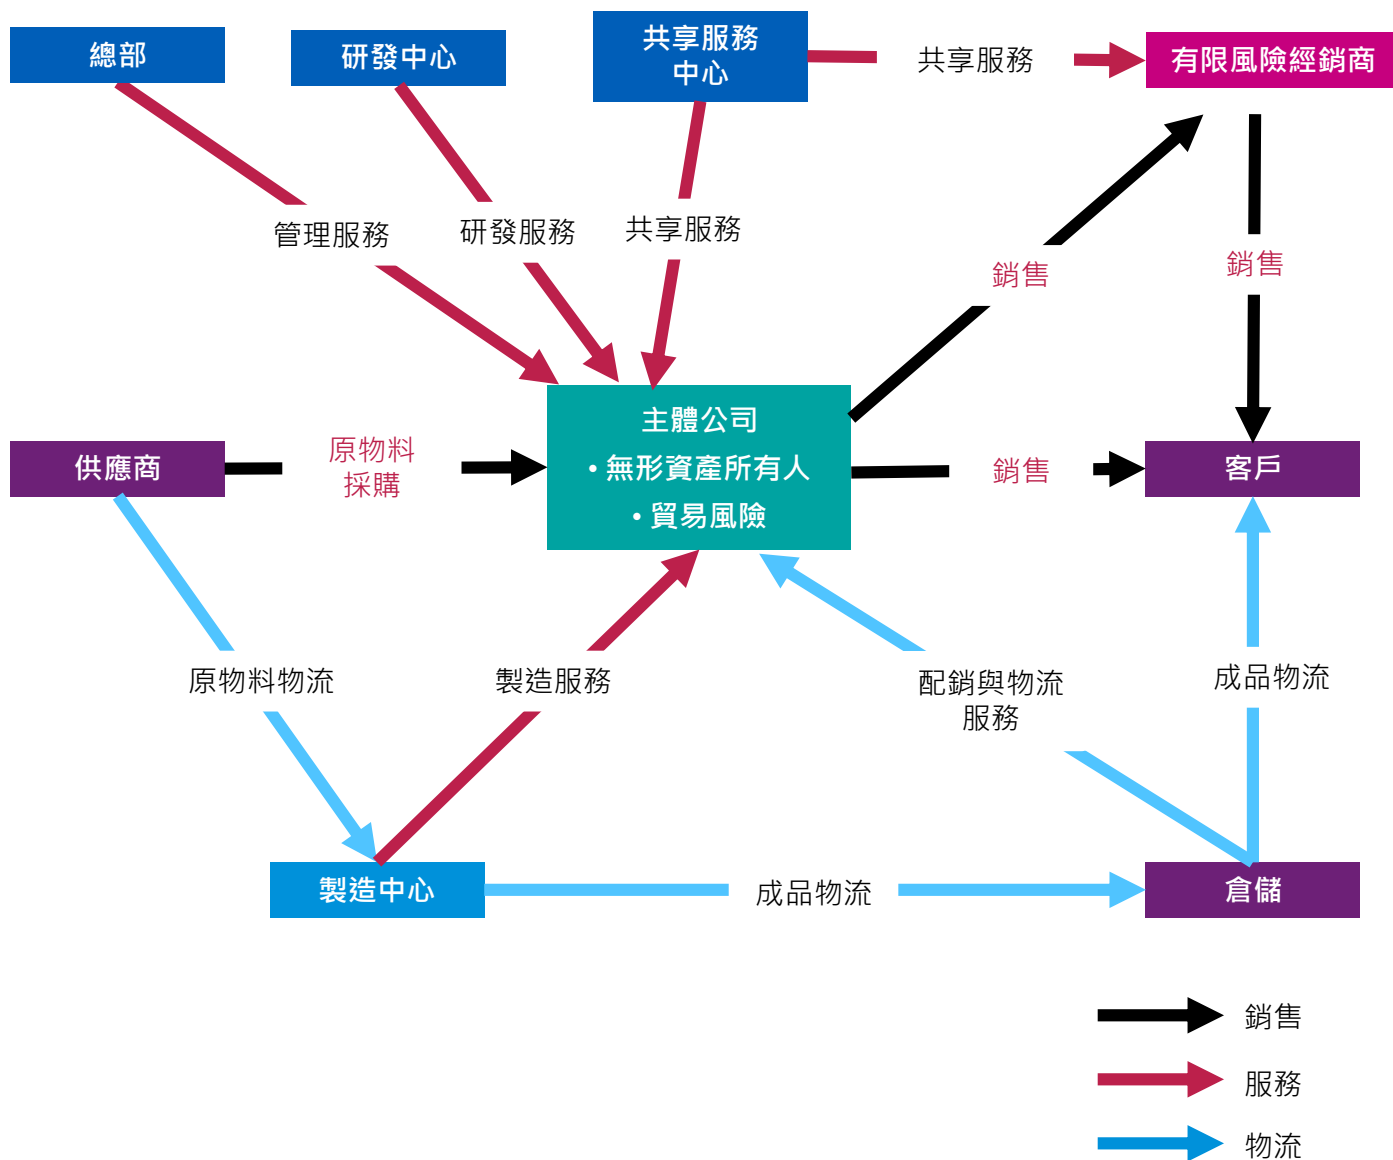 總部
研發中心
共享服務
中心
共享服務
有限風險經銷商
管理服務
研發服務
共享服務
銷售
銷售
供應商
原物料
採購
主體公司
• 無形資產所有人
• 貿易風險
銷售
客戶
原物料物流
製造服務
配銷與物流
服務
成品物流
製造中心
成品物流
倉儲
銷售
服務
物流